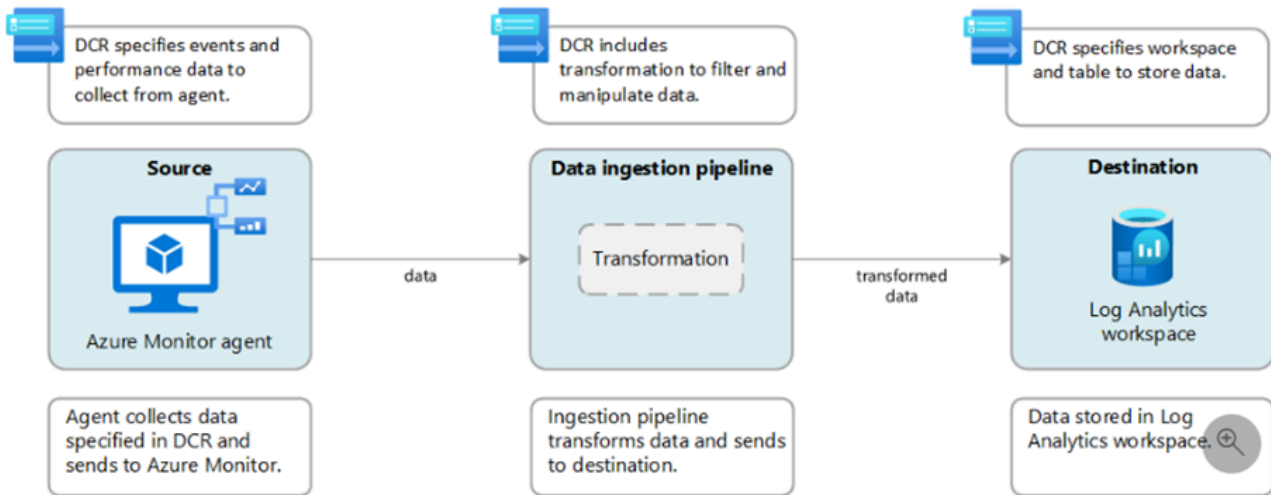 DCR specifies events and
performance data to
collect from agent.
DCR includes
transformation to filter and
manipulate data.
DCR specifies workspace
and table to store data.
Source
Azure Monitor agent
data
Data ingestion pipeline
Transformation
transformed
data
Destination
Log Analytics
workspace
Agent collects data
specified in DCR and
sends to Azure Monitor.
Ingestion pipeline
transforms data and sends
to destination.
Data stored in Log
Analytics workspace.